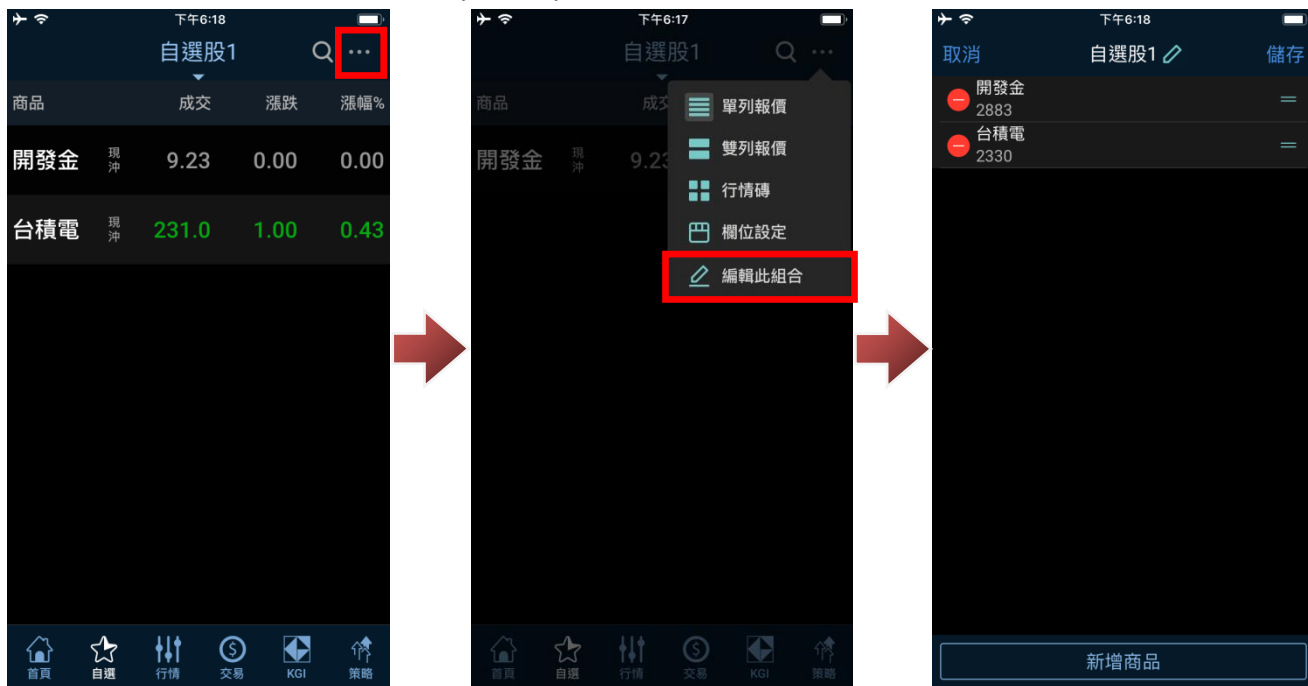 下午6:18
自選股1
商品 成交 漲跌 漲幅%
開發金 現沖 9.23 0.00 0.00
台積電 現沖 231.0 1.00 0.43
首頁 自選 行情 交易 KGI 策略
下午6:17
自選股1
商品 成交
開發金 現沖 9.23
單列報價
雙列報價
行情磚
欄位設定
編輯此組合
首頁 自選 行情 交易 KGI 策略
下午6:18
取消 自選股1 儲存
開發金
2883
台積電
2330
新增商品